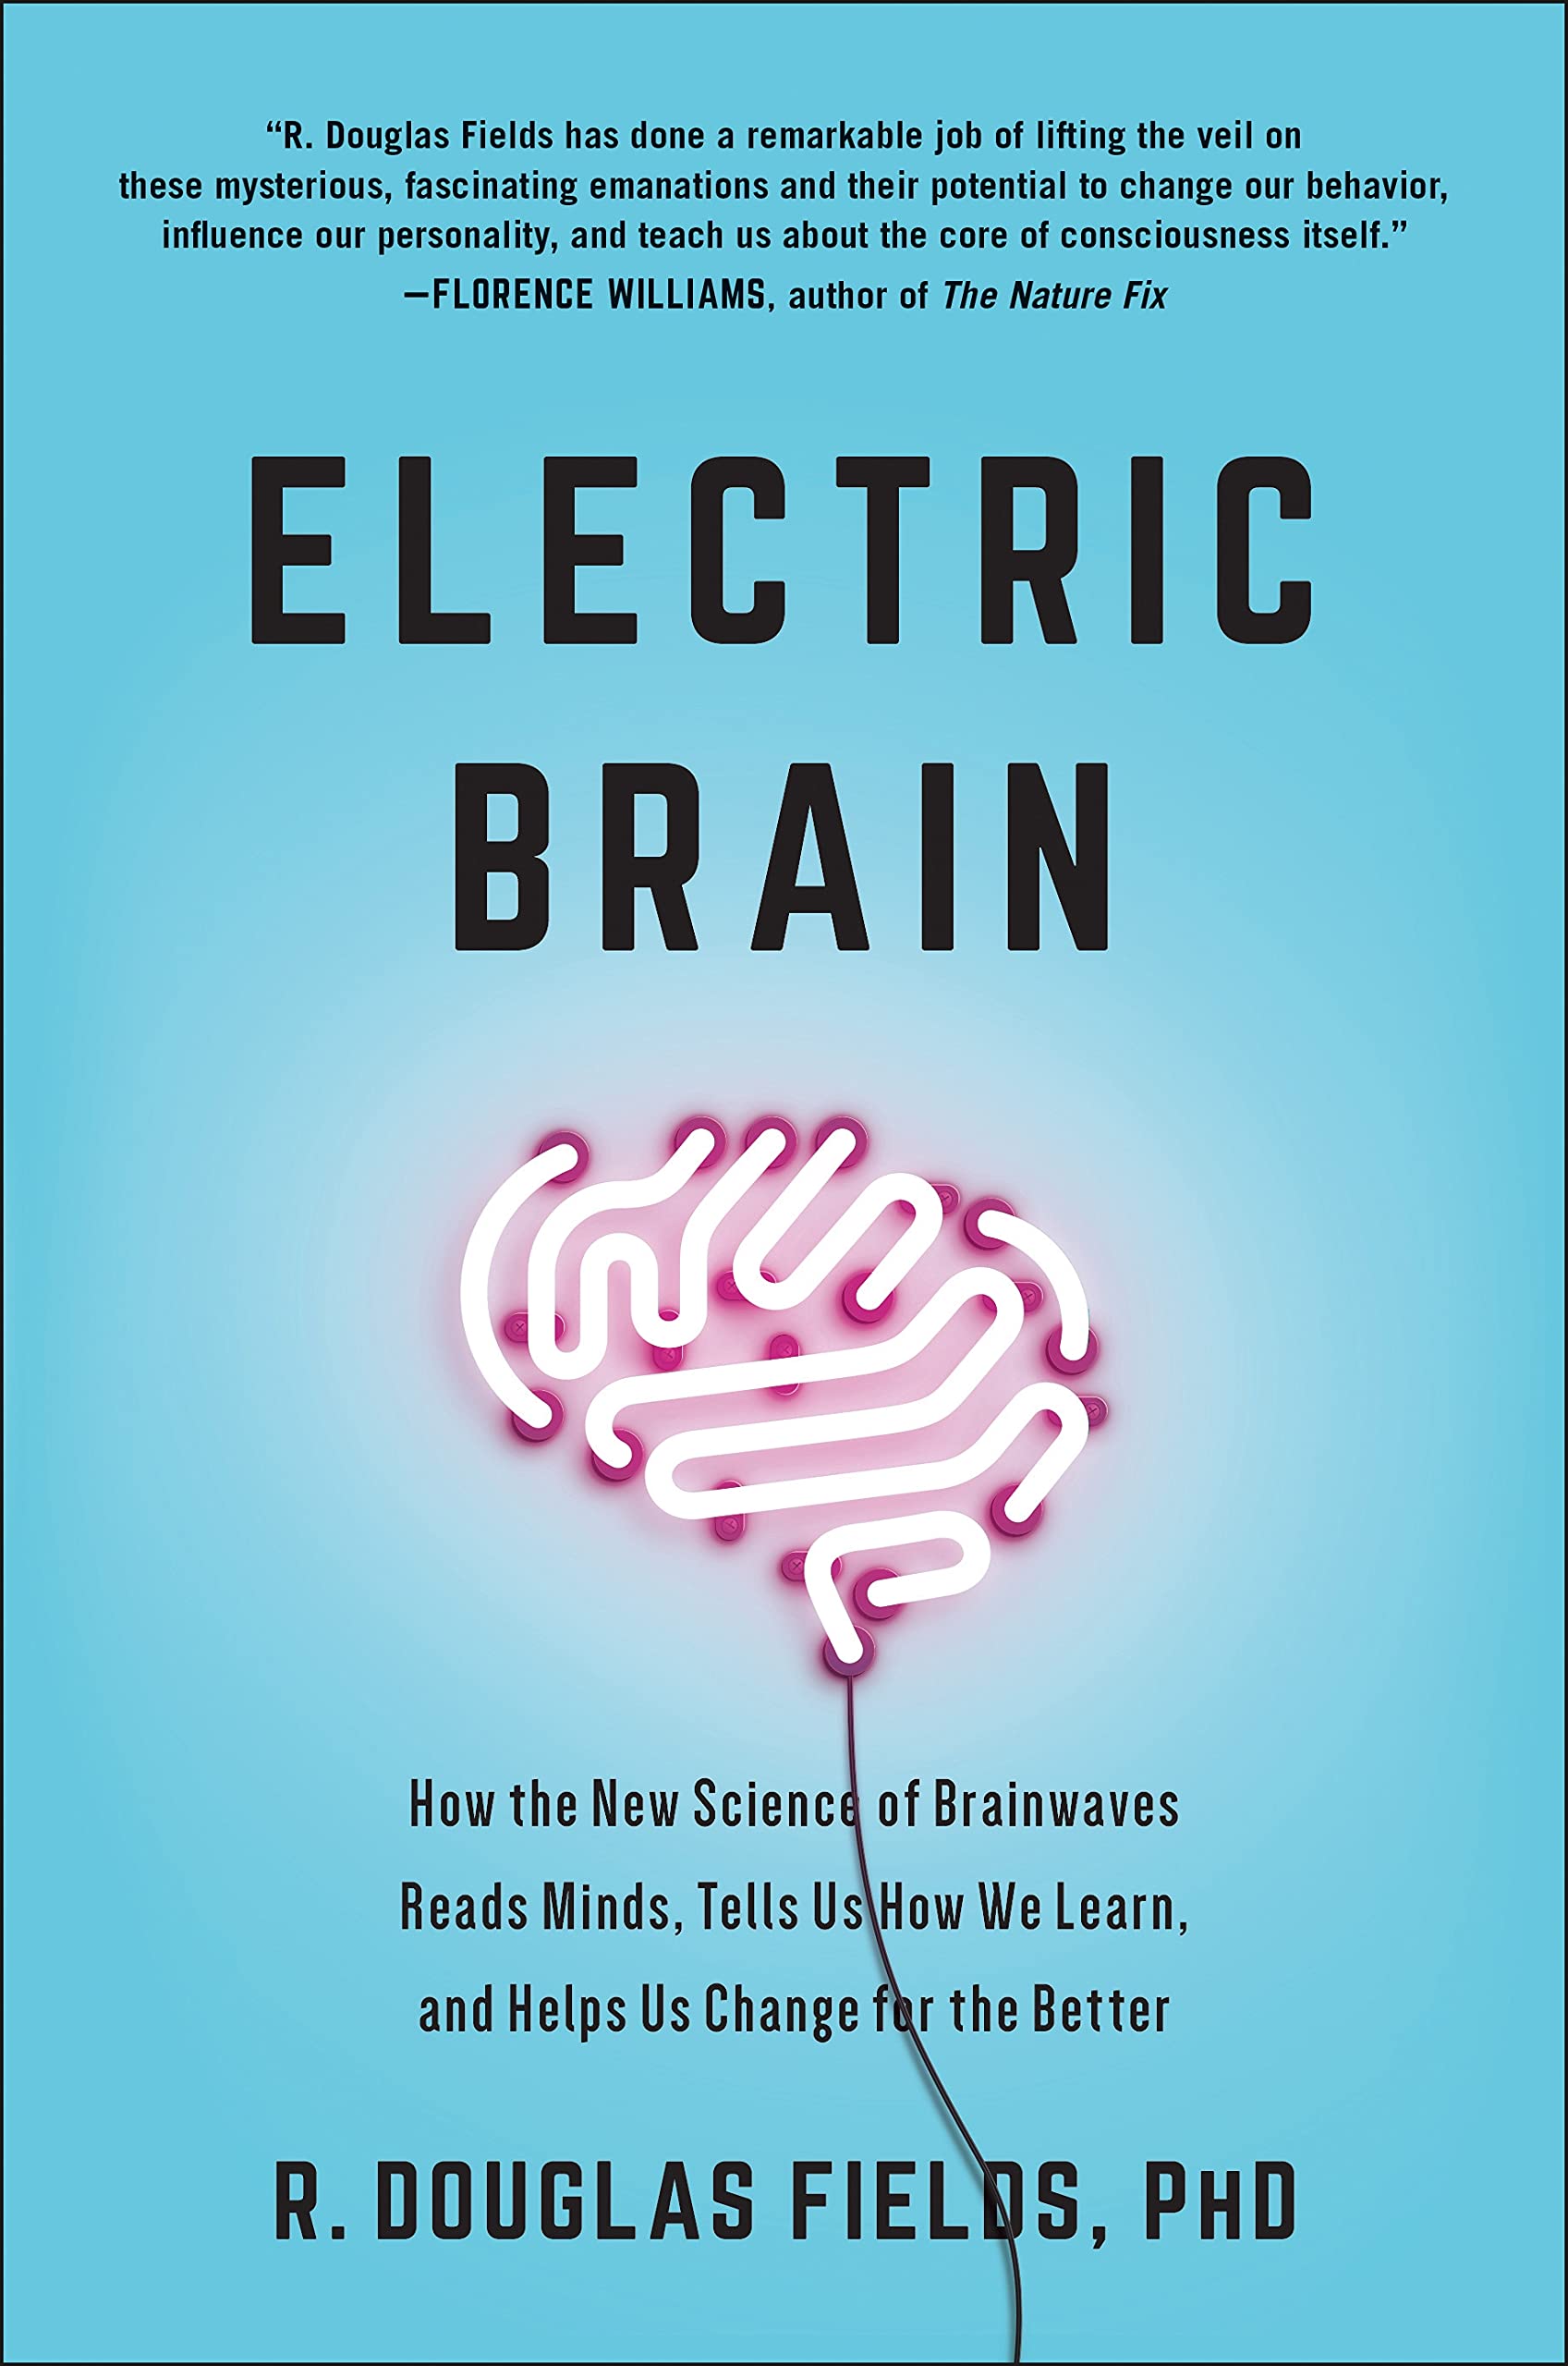 “R. Douglas Fields has done a remarkable job of lifting the veil on
these mysterious, fascinating emanations and their potential to change our behavior,
influence our personality, and teach us about the core of consciousness itself.”
—FLORENCE WILLIAMS, author of The Nature Fix
ELECTRIC
BRAIN
How the New Science of Brainwaves
Reads Minds, Tells Us How We Learn,
and Helps Us Change for the Better
R. DOUGLAS FIELDS, PHD